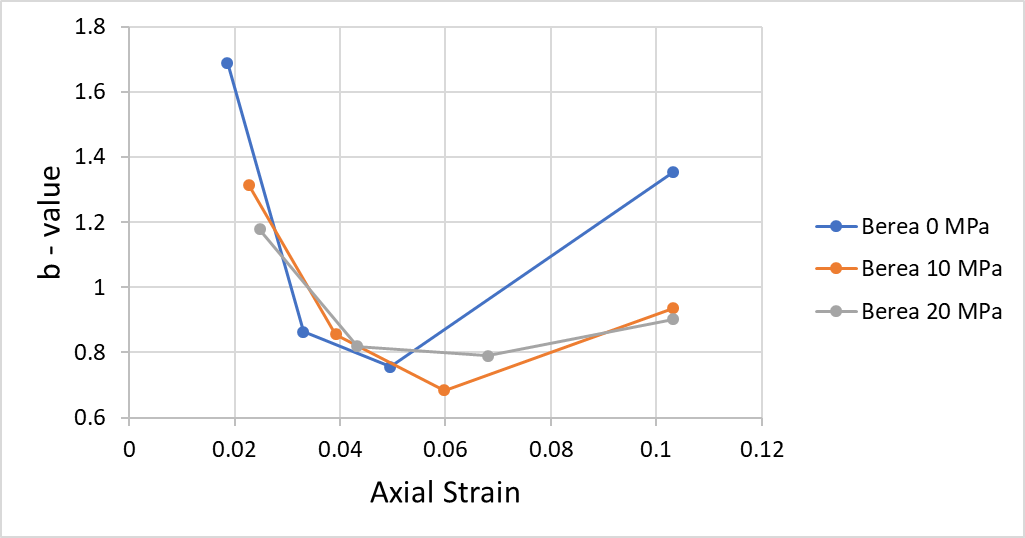 1.8
1.6
1.4
1.2
1
0.8
0.6
b - value
0 0.02 0.04 0.06 0.08 0.1 0.12
Axial Strain
Berea 0 MPa
Berea 10 MPa
Berea 20 MPa